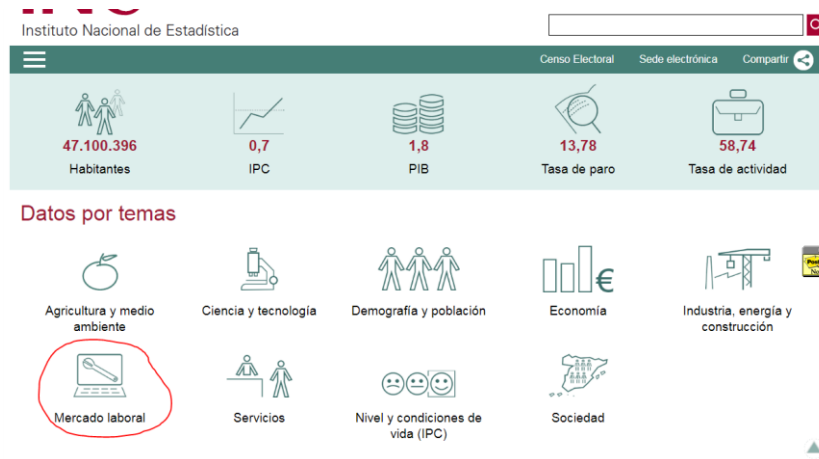 Instituto Nacional de Estadística
Censo Electoral Sede electrónica Compartir
47.100.396 0,7 1,8 13,78 58,74
Habitantes IPC PIB Tasa de paro Tasa de actividad
Datos por temas
Agricultura y medio ambiente
Ciencia y tecnología
Demografía y población
Economía
Industria, energía y construcción
Mercado laboral
Servicios
Nivel y condiciones de vida (IPC)
Sociedad